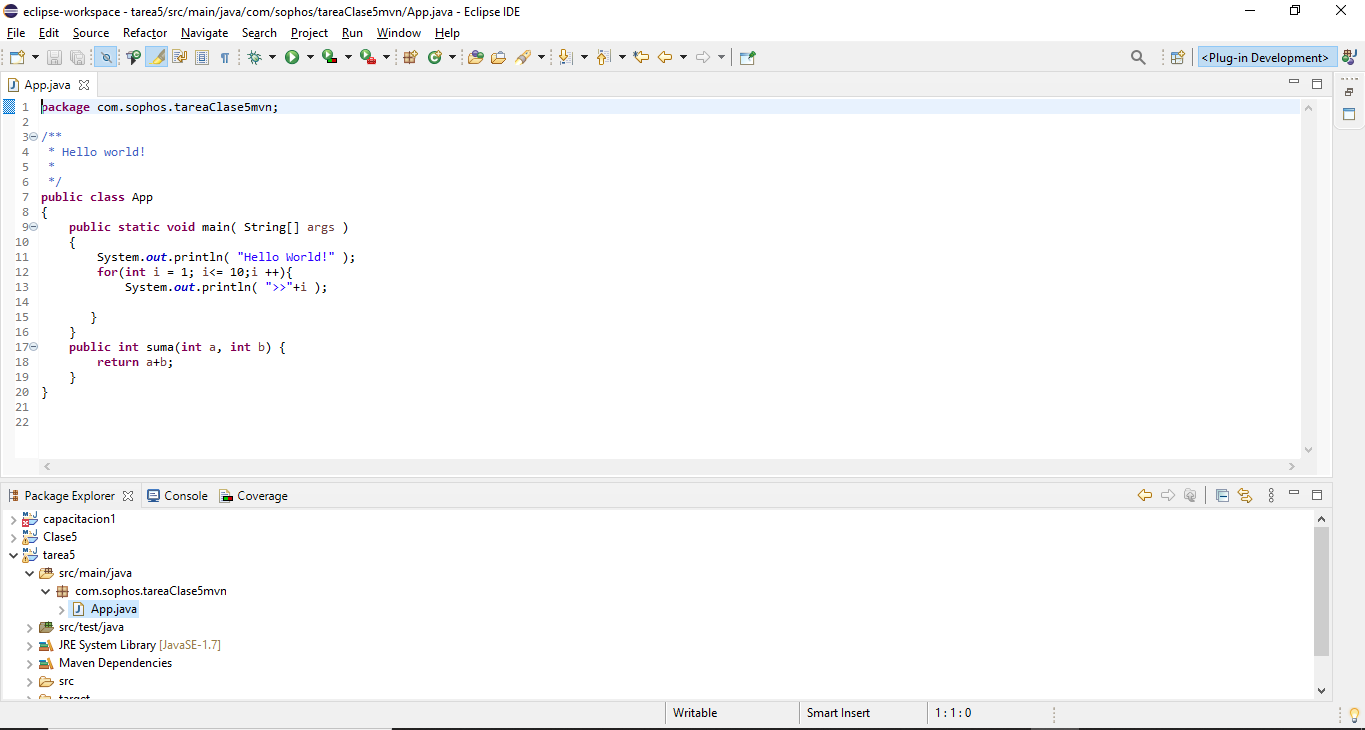 eclipse-workspace - tarea5/src/main/java/com/sophos/tareaClase5mvn/App.java - Eclipse IDE
File Edit Source Refactor Navigate Search Project Run Window Help
<Plug-in Development>
App.java
1 package com.sophos.tareaClase5mvn;
2
3 /**
4  * Hello world!
5  *
6  */
7 public class App
8 {
9     public static void main( String[] args )
10     {
11         System.out.println( "Hello World!" );
12         for(int i = 1; i<= 10;i ++){
13             System.out.println( ">>"+i );
14
15        }
16     }
17     public int suma(int a, int b) {
18         return a+b;
19     }
20 }
21
22
Package Explorer Console Coverage
capacitacion1
Clase5
tarea5
src/main/java
com.sophos.tareaClase5mvn
App.java
src/test/java
JRE System Library [JavaSE-1.7]
Maven Dependencies
src
target
Writable Smart Insert 1 : 1 : 0